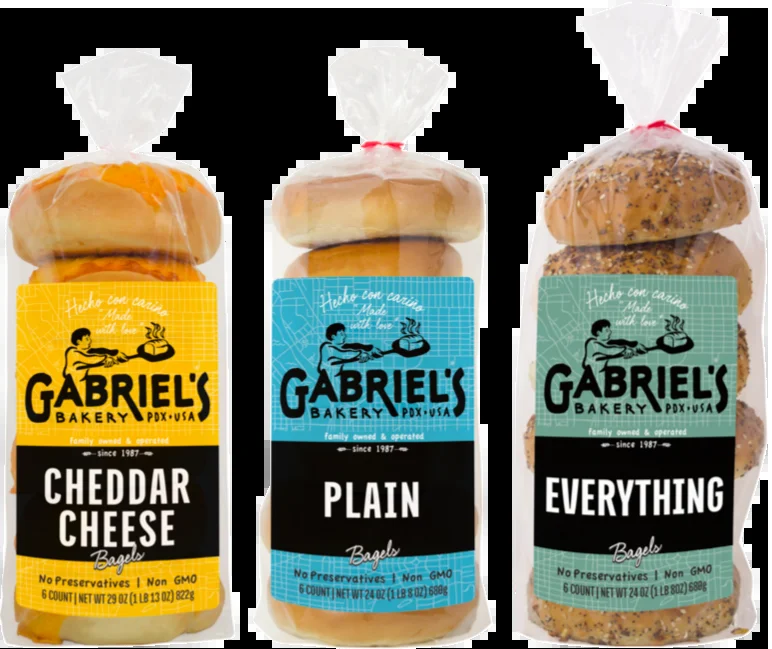 Hecho con cariño
"Made
with love"
GABRIEL'S
BAKERY PDX•USA
family owned & operated
since 1987
CHEDDAR
CHEESE
Bagels
No Preservatives | Non GMO
6 COUNT | NET WT 29 OZ (1 LB 13 OZ) 822g
Hecho con cariño
"Made
with love"
GABRIEL'S
BAKERY PDX•USA
family owned & operated
since 1987
PLAIN
Bagels
No Preservatives | Non GMO
6 COUNT | NET WT 24 OZ (1 LB 8 OZ) 680g
Hecho con cariño
"Made
with love"
GABRIEL'S
BAKERY PDX•USA
family owned & operated
since 1987
EVERYTHING
Bagels
No Preservatives | Non GMO
6 COUNT | NET WT 24 OZ (1 LB 8OZ) 680g